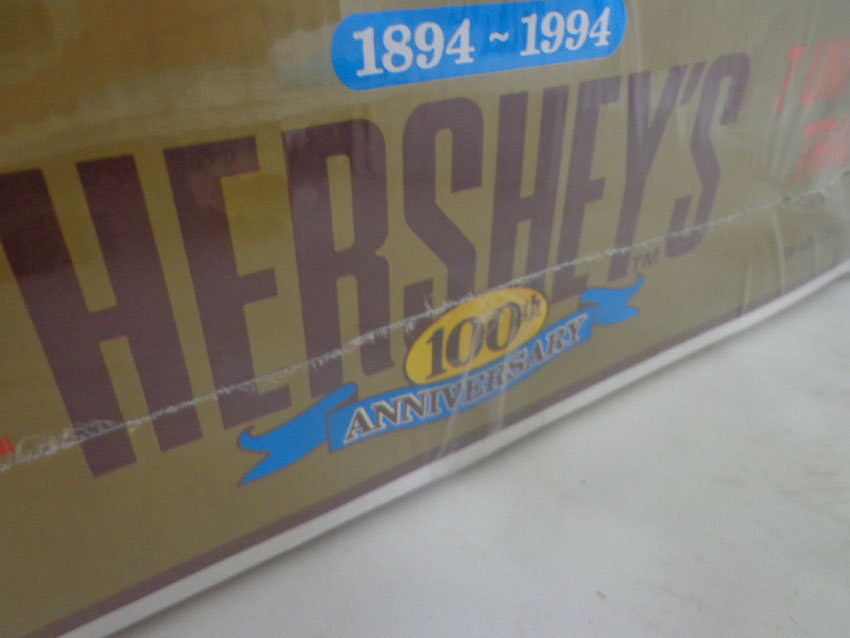 1894 ~ 1994
HERSHEY'S
TM
100th
ANNIVERSARY